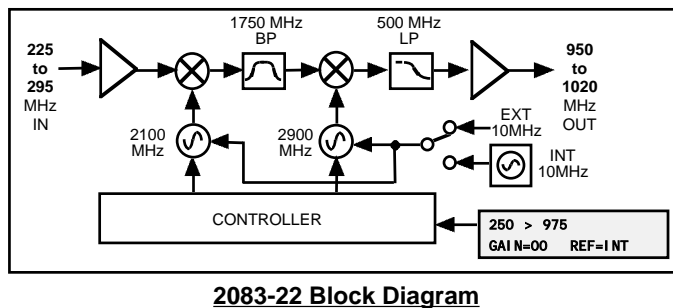 1750 MHz
BP
500 MHz
LP
225
to
295
MHz
IN
950
to
1020
MHz
OUT
2100
MHz
2900
MHz
EXT
10MHz
INT
10MHz
CONTROLLER
250 > 975
GAIN=00 REF=INT
2083-22 Block Diagram